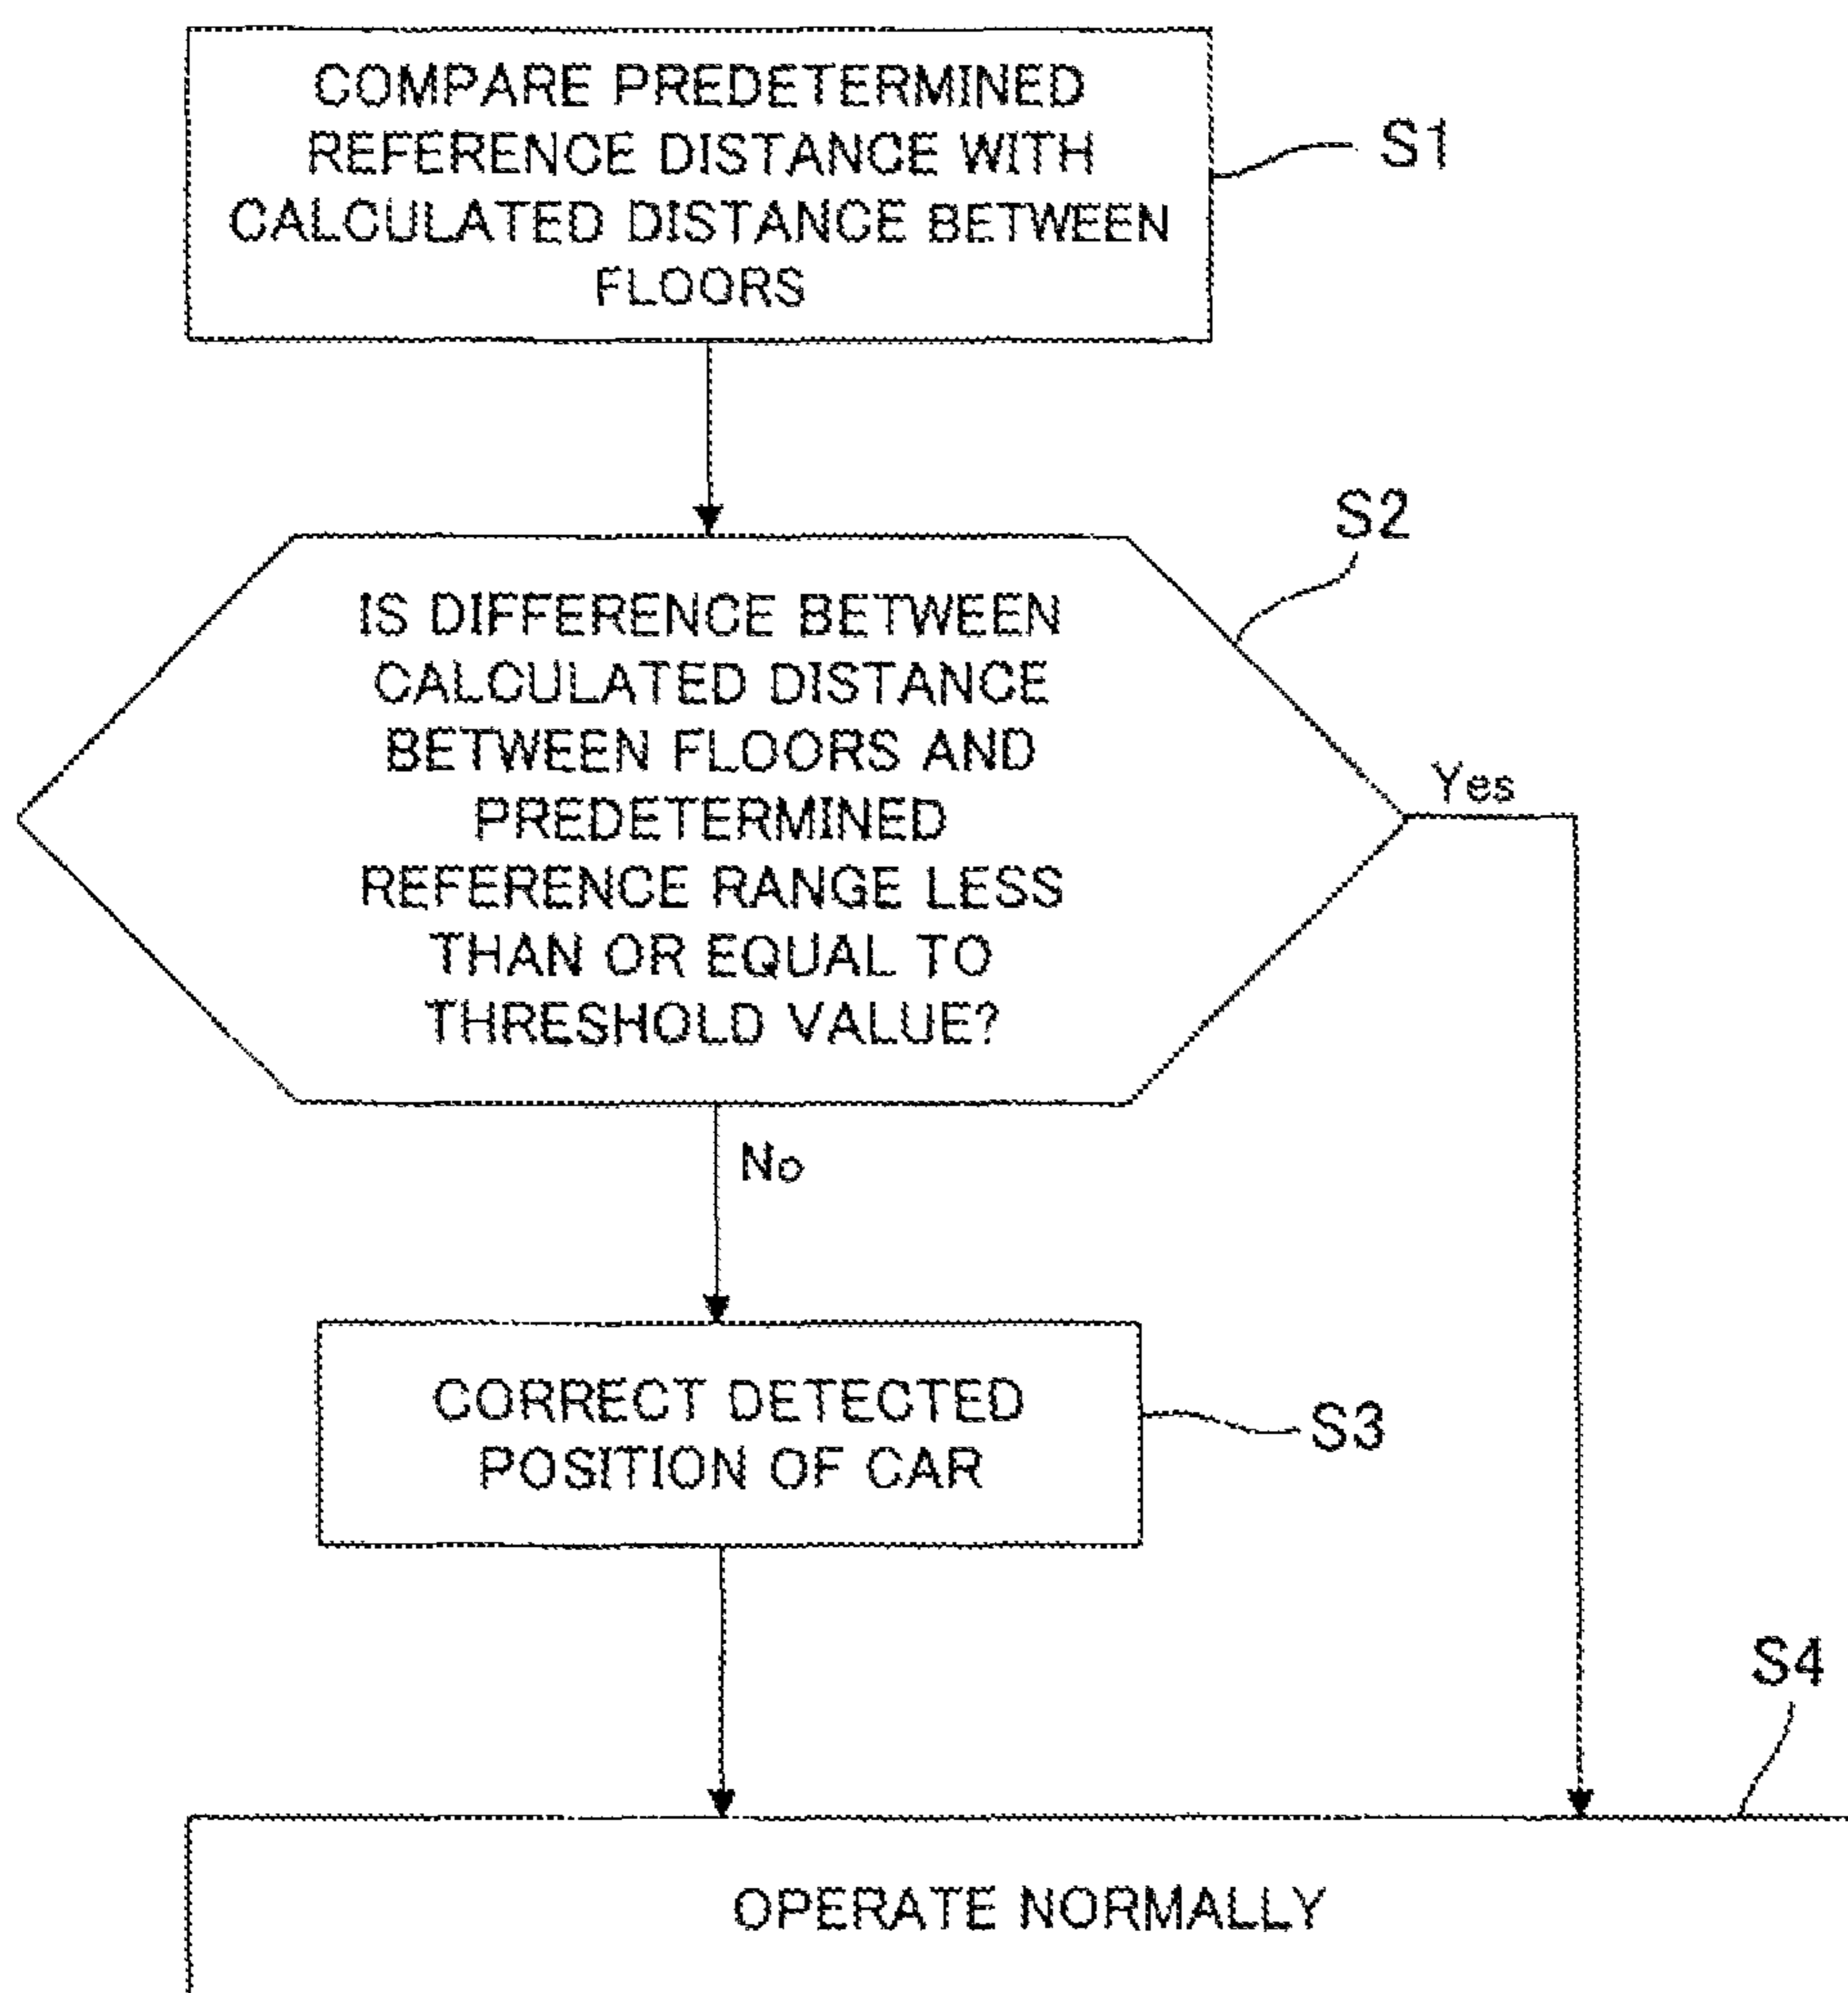 COMPARE PREDETERMINED
REFERENCE DISTANCE WITH
CALCULATED DISTANCE BETWEEN
FLOORS
S1
S2
IS DIFFERENCE BETWEEN
CALCULATED DISTANCE
BETWEEN FLOORS AND
PREDETERMINED
REFERENCE RANGE LESS
THAN OR EQUAL TO
THRESHOLD VALUE?
Yes
No
CORRECT DETECTED
POSITION OF CAR
S3
S4
OPERATE NORMALLY